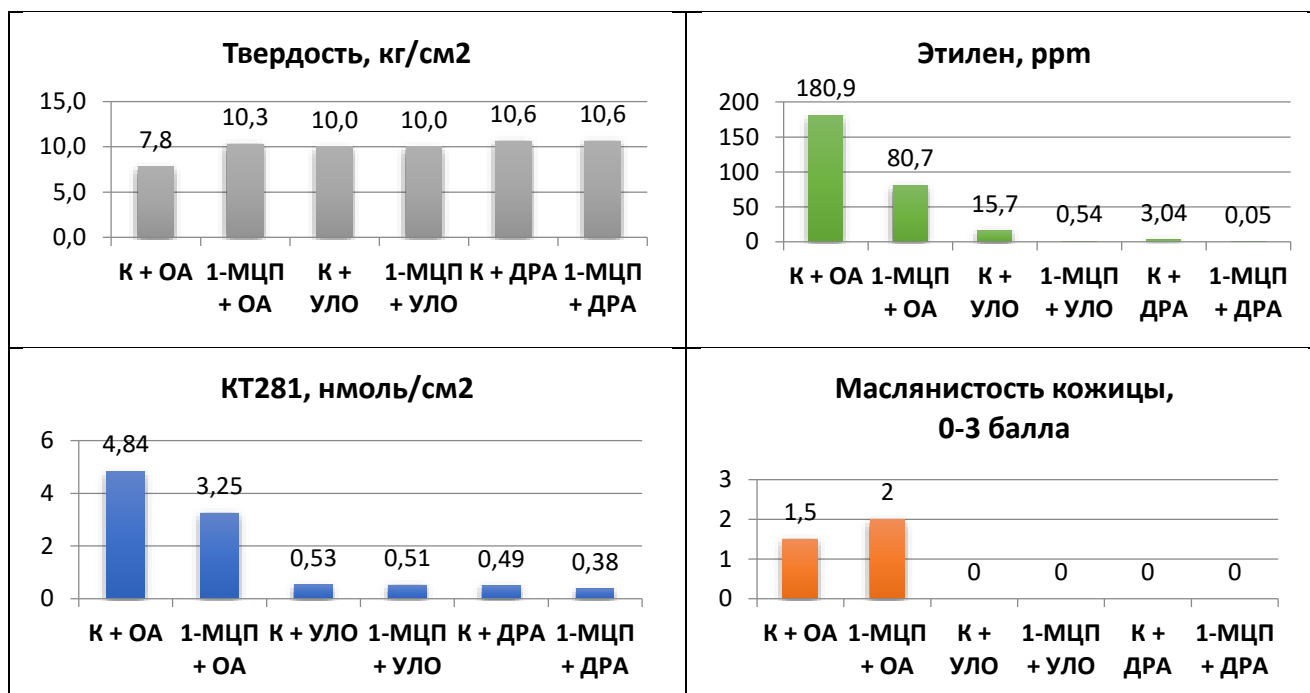 Твердость, кг/см2
15,0
10,0
5,0
0,0
7,8
10,3
10,0
10,0
10,6
10,6
К + ОА
1-МЦП + ОА
К + УЛО
1-МЦП + УЛО
К + ДРА
1-МЦП + ДРА
Этилен, ppm
200
150
100
50
0
180,9
80,7
15,7
0,54
3,04
0,05
К + ОА
1-МЦП + ОА
К + УЛО
1-МЦП + УЛО
К + ДРА
1-МЦП + ДРА
КТ281, нмоль/см2
6
4
2
0
4,84
3,25
0,53
0,51
0,49
0,38
К + ОА
1-МЦП + ОА
К + УЛО
1-МЦП + УЛО
К + ДРА
1-МЦП + ДРА
Маслянистость кожицы,
0-3 балла
3
2
1
0
1,5
2
0
0
0
0
К + ОА
1-МЦП + ОА
К + УЛО
1-МЦП + УЛО
К + ДРА
1-МЦП + ДРА